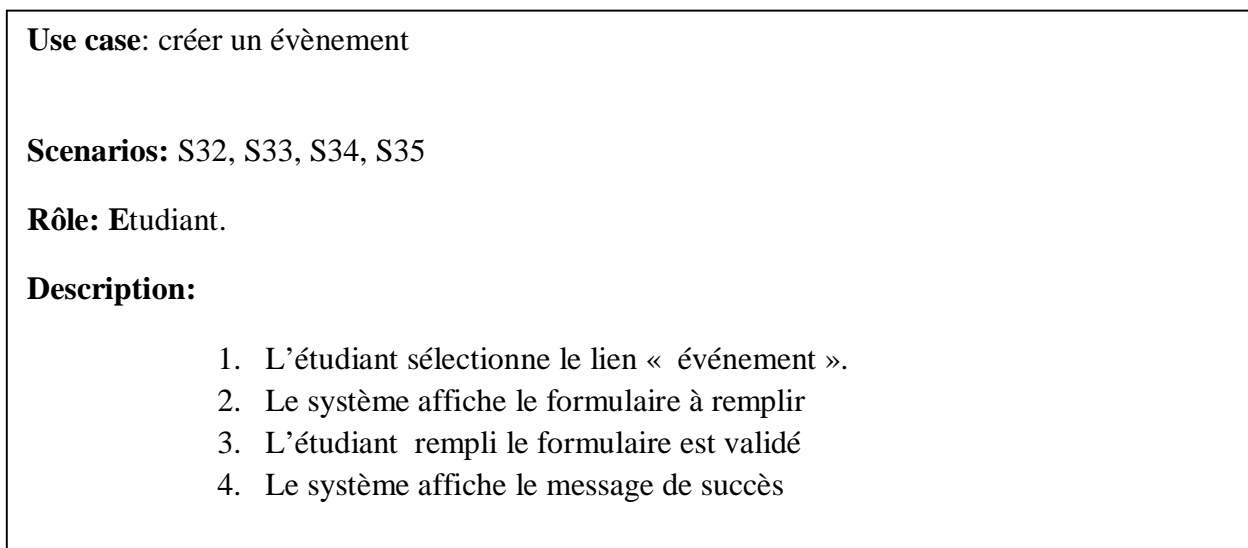 Use case: créer un évènement
Scenarios: S32, S33, S34, S35
Rôle: Etudiant.
Description:
1. L’étudiant sélectionne le lien « événement ».
2. Le système affiche le formulaire à remplir
3. L’étudiant rempli le formulaire est validé
4. Le système affiche le message de succès